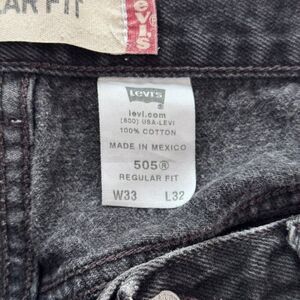 AR FIT
Levi's
LEVI'S
levi.com
(800) USA-LEVI
100% COTTON
MADE IN MEXICO
505®
REGULAR FIT
W33 L32